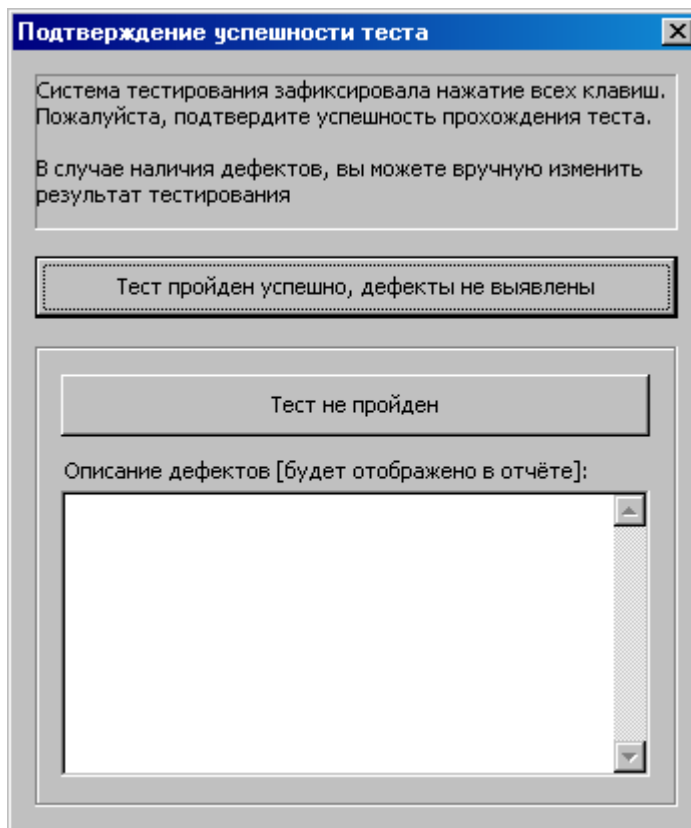 Подтверждение успешности теста
Система тестирования зафиксировала нажатие всех клавиш.
Пожалуйста, подтвердите успешность прохождения теста.
В случае наличия дефектов, вы можете вручную изменить
результат тестирования
Тест пройден успешно, дефекты не выявлены
Тест не пройден
Описание дефектов [будет отображено в отчёте]: